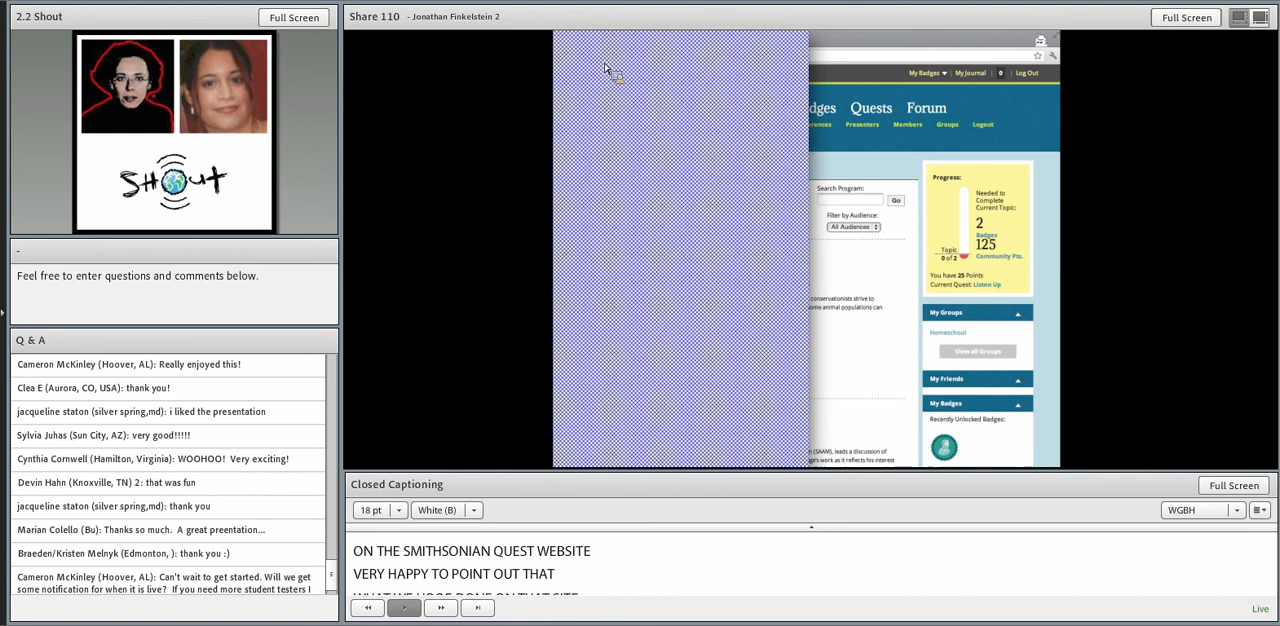 2.2 Shout
Full Screen
SHOUT
-
Feel free to enter questions and comments below.
Q & A
Cameron McKinley (Hoover, AL): Really enjoyed this!
Clea E (Aurora, CO, USA): thank you!
jacqueline staton (silver spring,md): i liked the presentation
Sylvia Juhas (Sun City, AZ): very good!!!!!
Cynthia Cornwell (Hamilton, Virginia): WOOHOO! Very exciting!
Devin Hahn (Knoxville, TN) 2: that was fun
jacqueline staton (silver spring,md): thank you
Marian Colello (Bu): Thanks so much. A great preentation...
Braeden/Kristen Melnyk (Edmonton, ): thank you :)
Cameron McKinley (Hoover, AL): Can't wait to get started. Will we get
some notification for when it is live? If you need more student testers I
Share 110 - Jonathan Finkelstein 2
Full Screen
My Badges | My Journal | 0 | Log Out
dges Quests Forum
rences Presenters Members Groups Logout
Search Program:
Go
Filter by Audience:
All Audiences
conservationists strive to
ome animal populations can
n (SAAM), leads a discussion of
ge's work as it reflects his interest
Progress:
Needed to
Complete
Current Topic:
2
Badges
125
Community Pts.
Topic
0 of 2
You have 25 Points
Current Quest: Listen Up
My Groups
Homeschool
View all Groups
My Friends
My Badges
Recently Unlocked Badges:
Closed Captioning
Full Screen
18 pt
White (B)
WGBH
ON THE SMITHSONIAN QUEST WEBSITE
VERY HAPPY TO POINT OUT THAT
Live